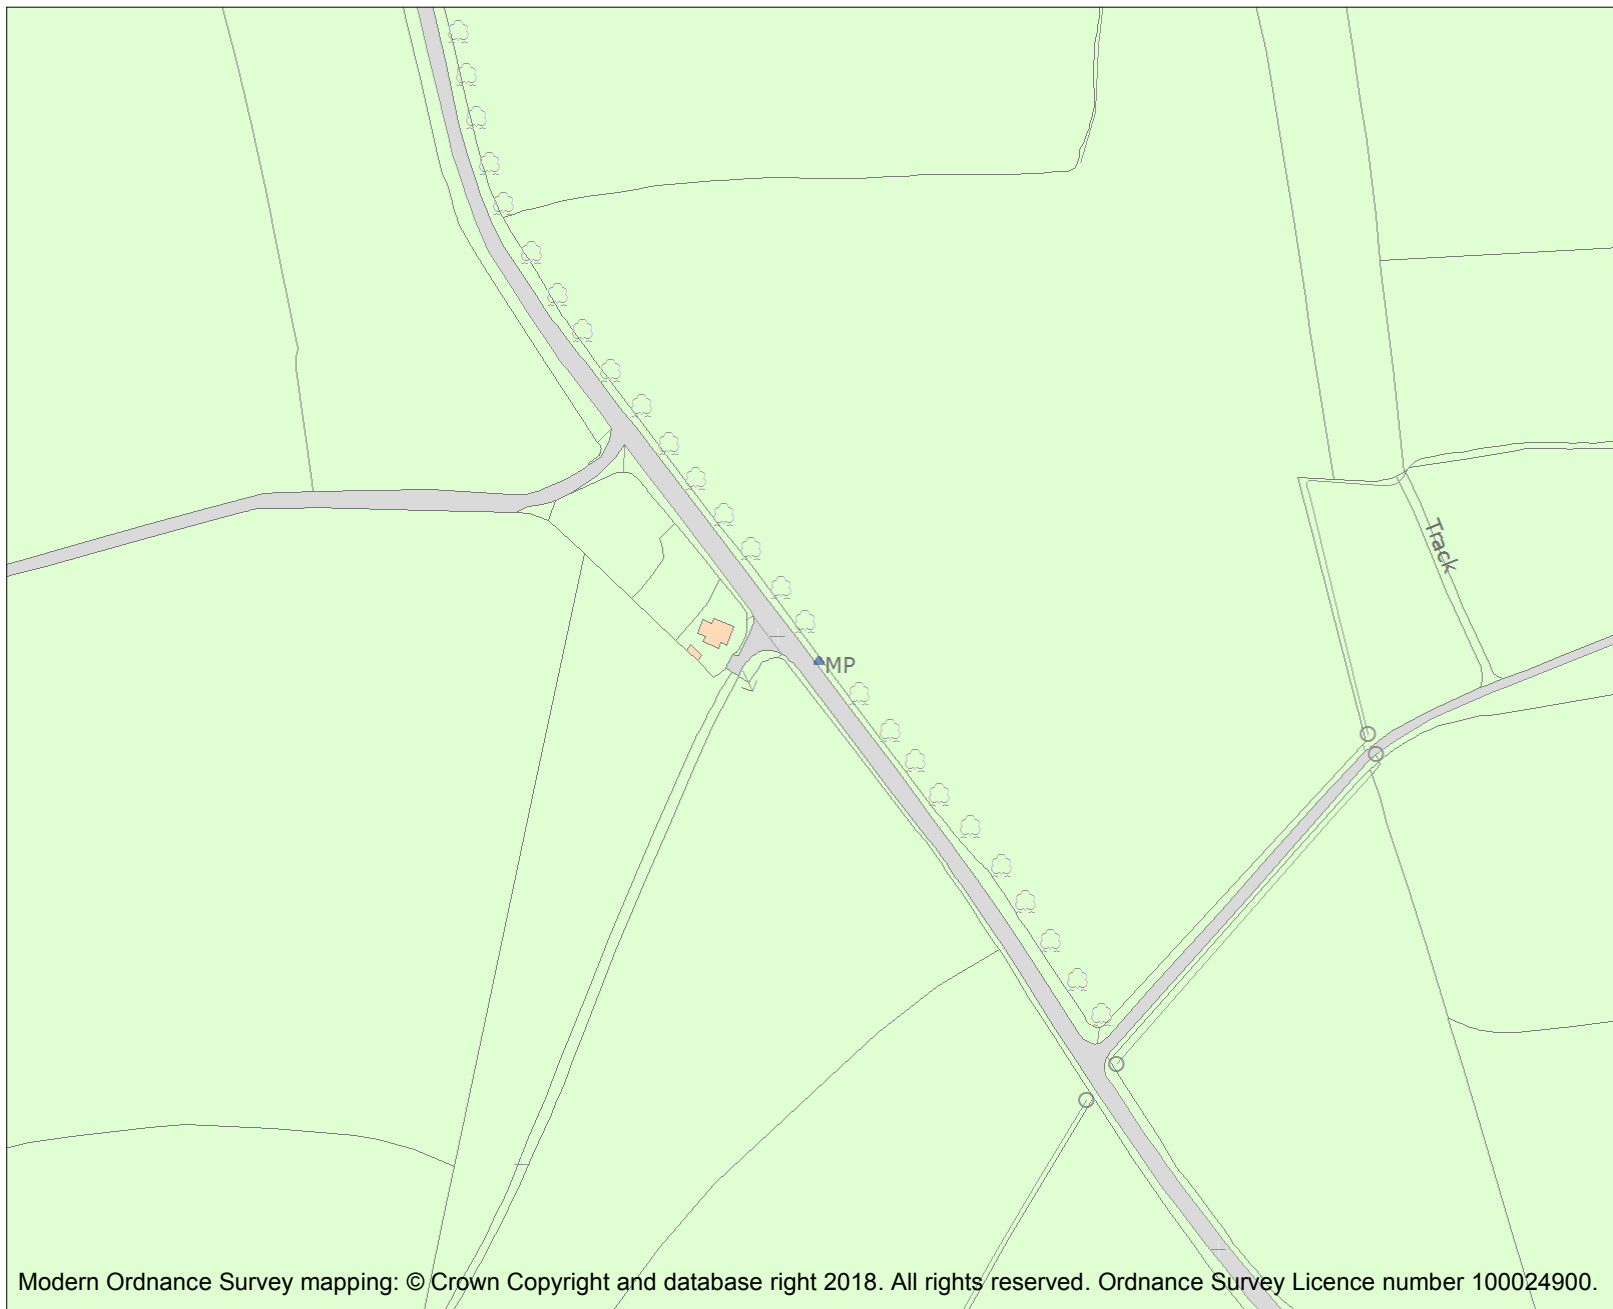 Track
MP
Modern Ordnance Survey mapping: © Crown Copyright and database right 2018. All rights reserved. Ordnance Survey Licence number 100024900.